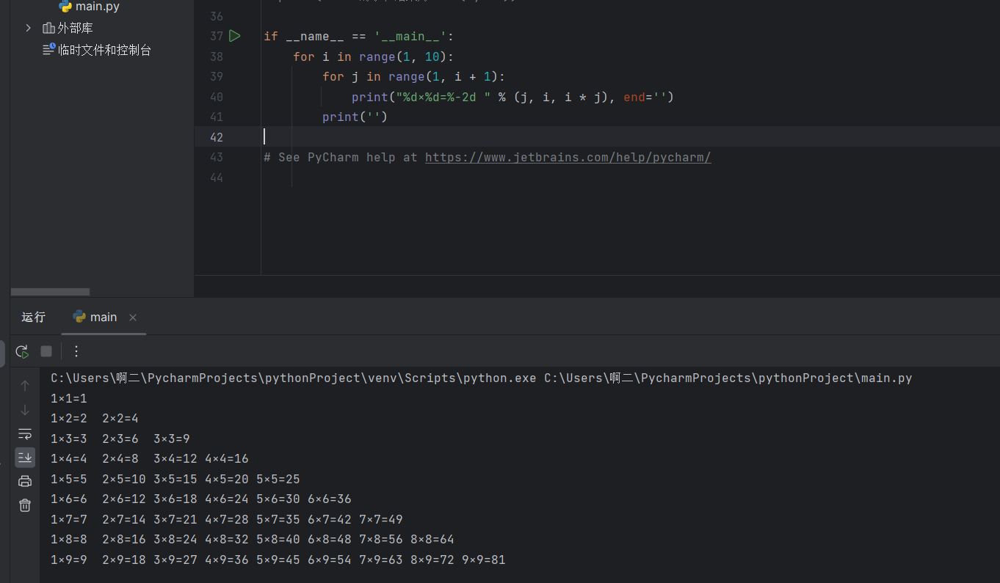 main.py
外部库
临时文件和控制台
36
37 if __name__ == '__main__':
38 for i in range(1, 10):
39 for j in range(1, i + 1):
40 print("%d×%d=%-2d " % (j, i, i * j), end='')
41 print('')
42
43 # See PyCharm help at https://www.jetbrains.com/help/pycharm/
44
运行 main
C:\Users\啊二\PycharmProjects\pythonProject\venv\Scripts\python.exe C:\Users\啊二\PycharmProjects\pythonProject\main.py
1×1=1
1×2=2  2×2=4
1×3=3  2×3=6  3×3=9
1×4=4  2×4=8  3×4=12 4×4=16
1×5=5  2×5=10 3×5=15 4×5=20 5×5=25
1×6=6  2×6=12 3×6=18 4×6=24 5×6=30 6×6=36
1×7=7  2×7=14 3×7=21 4×7=28 5×7=35 6×7=42 7×7=49
1×8=8  2×8=16 3×8=24 4×8=32 5×8=40 6×8=48 7×8=56 8×8=64
1×9=9  2×9=18 3×9=27 4×9=36 5×9=45 6×9=54 7×9=63 8×9=72 9×9=81